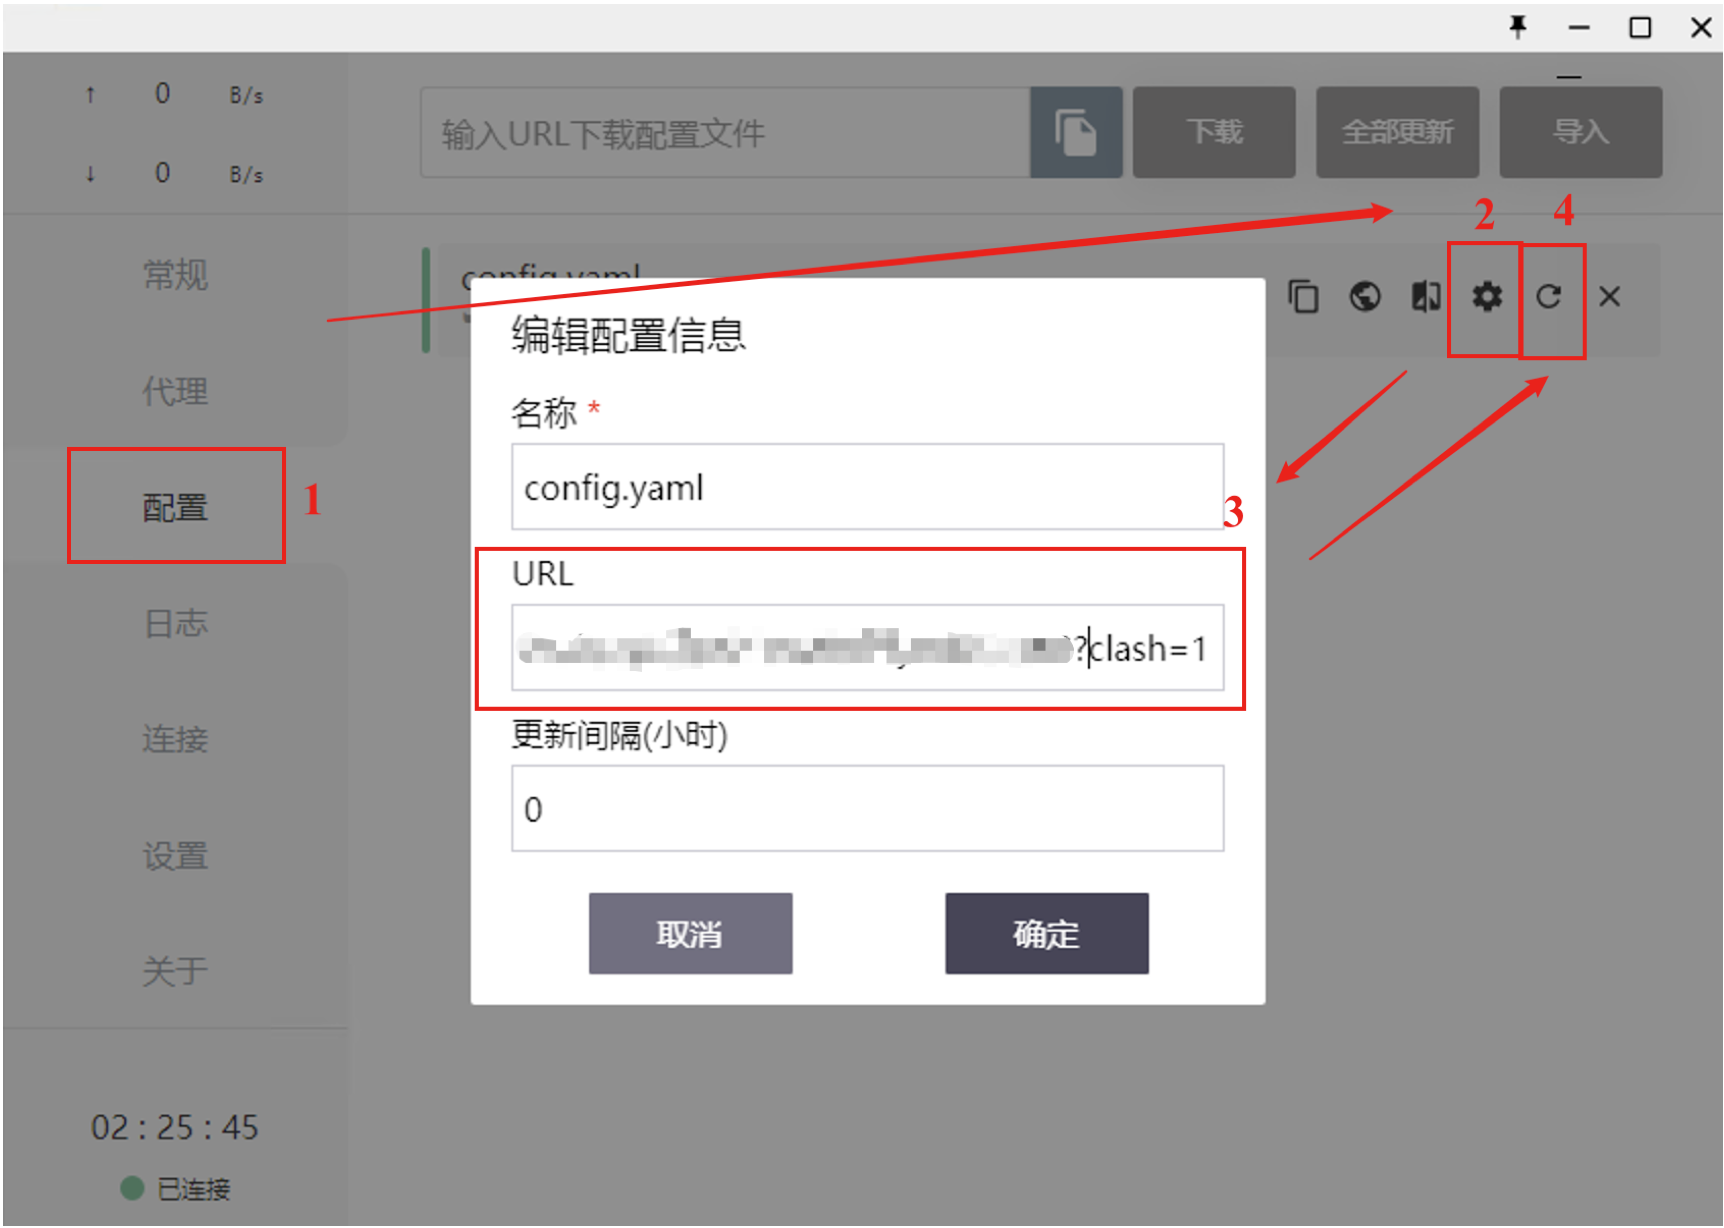 ↑ 0 B/s
↓ 0 B/s
输入URL下载配置文件
下载
全部更新
导入
2
4
常规
config.yaml
编辑配置信息
名称 *
代理
config.yaml
配置
1
3
URL
?clash=1
日志
更新间隔(小时)
连接
0
设置
取消
确定
关于
02 : 25 : 45
已连接